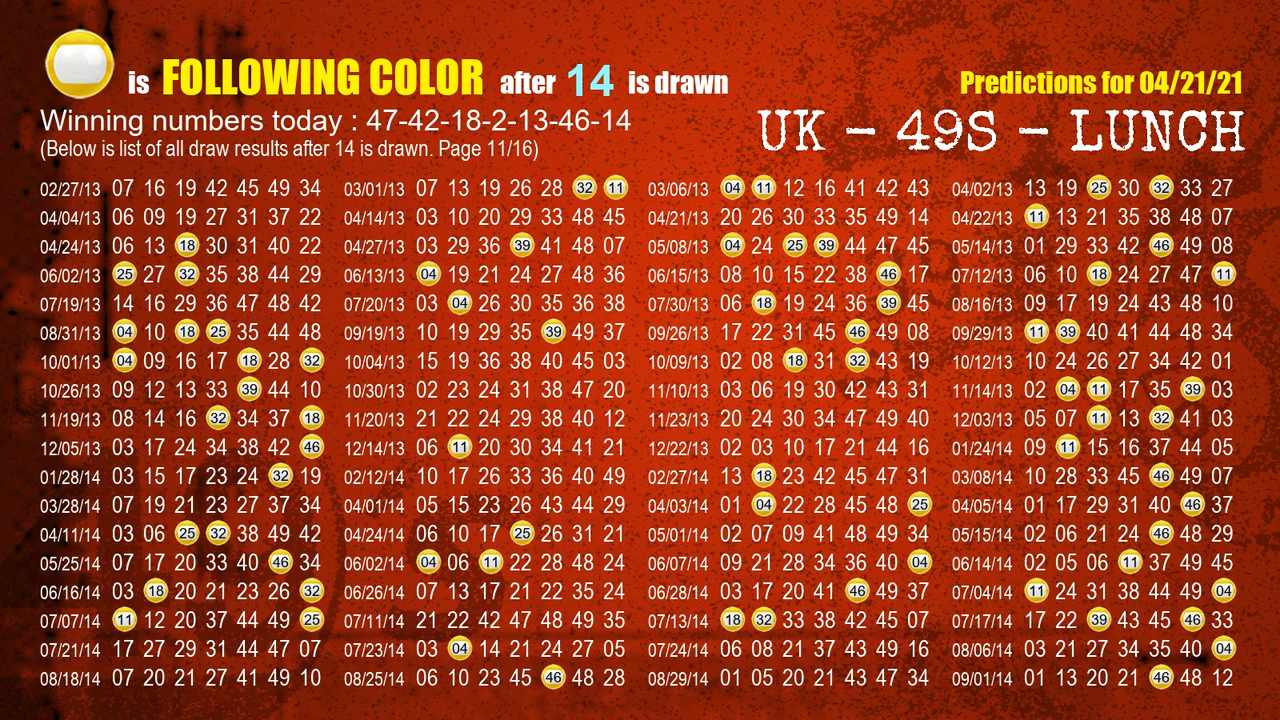 is FOLLOWING COLOR after 14 is drawn
Predictions for 04/21/21
Winning numbers today : 47-42-18-2-13-46-14
UK - 49S - LUNCH
(Below is list of all draw results after 14 is drawn. Page 11/16)
02/27/13 07 16 19 42 45 49 34 03/01/13 07 13 19 26 28 32 11 03/06/13 04 11 12 16 41 42 43 04/02/13 13 19 25 30 32 33 27
04/04/13 06 09 19 27 31 37 22 04/14/13 03 10 20 29 33 48 45 04/21/13 20 26 30 33 35 49 14 04/22/13 11 13 21 35 38 48 07
04/24/13 06 13 18 30 31 40 22 04/27/13 03 29 36 39 41 48 07 05/08/13 04 24 25 39 44 47 45 05/14/13 01 29 33 42 46 49 08
06/02/13 25 27 32 35 38 44 29 06/13/13 04 19 21 24 27 48 36 06/15/13 08 10 15 22 38 46 17 07/12/13 06 10 18 24 27 47 11
07/19/13 14 16 29 36 47 48 42 07/20/13 03 04 26 30 35 36 38 07/30/13 06 18 19 24 36 39 45 08/16/13 09 17 19 24 43 48 10
08/31/13 04 10 18 25 35 44 48 09/19/13 10 19 29 35 39 49 37 09/26/13 17 22 31 45 46 49 08 09/29/13 11 39 40 41 44 48 34
10/01/13 04 09 16 17 18 28 32 10/04/13 15 19 36 38 40 45 03 10/09/13 02 08 18 31 32 43 19 10/12/13 10 24 26 27 34 42 01
10/26/13 09 12 13 33 39 44 10 10/30/13 02 23 24 31 38 47 20 11/10/13 03 06 19 30 42 43 31 11/14/13 02 04 11 17 35 39 03
11/19/13 08 14 16 32 34 37 18 11/20/13 21 22 24 29 38 40 12 11/23/13 20 24 30 34 47 49 40 12/03/13 05 07 11 13 32 41 03
12/05/13 03 17 24 34 38 42 46 12/14/13 06 11 20 30 34 41 21 12/22/13 02 03 10 17 21 44 16 01/24/14 09 11 15 16 37 44 05
01/28/14 03 15 17 23 24 32 19 02/12/14 10 17 26 33 36 40 49 02/27/14 13 18 23 42 45 47 31 03/08/14 10 28 33 45 46 49 07
03/28/14 07 19 21 23 27 37 34 04/01/14 05 15 23 26 43 44 29 04/03/14 01 04 22 28 45 48 25 04/05/14 01 17 29 31 40 46 37
04/11/14 03 06 25 32 38 49 42 04/24/14 06 10 17 25 26 31 21 05/01/14 02 07 09 41 48 49 34 05/15/14 02 06 21 24 46 48 29
05/25/14 07 17 20 33 40 46 34 06/02/14 04 06 11 22 28 48 24 06/07/14 09 21 28 34 36 40 04 06/14/14 02 05 06 11 37 49 45
06/16/14 03 18 20 21 23 26 32 06/26/14 07 13 17 21 22 35 24 06/28/14 03 17 20 41 46 49 37 07/04/14 11 24 31 38 44 49 04
07/07/14 11 12 20 37 44 49 25 07/11/14 21 22 42 47 48 49 35 07/13/14 18 32 33 38 42 45 07 07/17/14 17 22 39 43 45 46 33
07/21/14 17 27 29 31 44 47 07 07/23/14 03 04 14 21 24 27 05 07/24/14 06 08 21 37 43 49 16 08/06/14 03 21 27 34 35 40 04
08/18/14 07 20 21 27 41 49 10 08/25/14 06 10 23 45 46 48 28 08/29/14 01 05 20 21 43 47 34 09/01/14 01 13 20 21 46 48 12